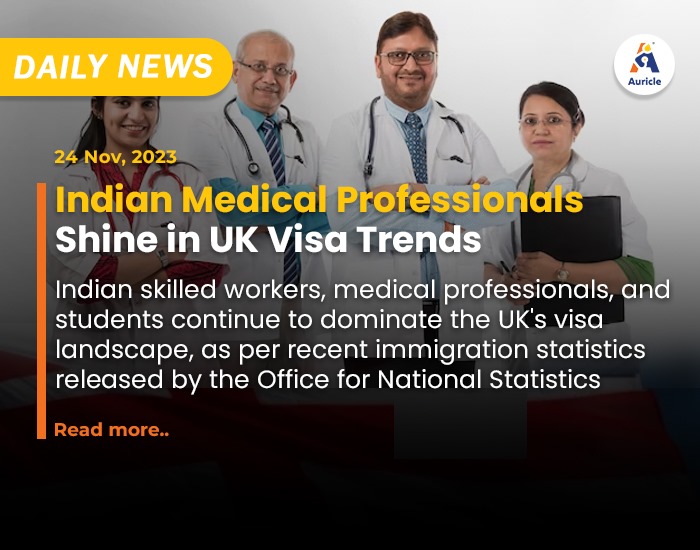 DAILY NEWS
Auricle
24 Nov, 2023
Indian Medical Professionals
Shine in UK Visa Trends
Indian skilled workers, medical professionals, and
students continue to dominate the UK's visa
landscape, as per recent immigration statistics
released by the Office for National Statistics
Read more..